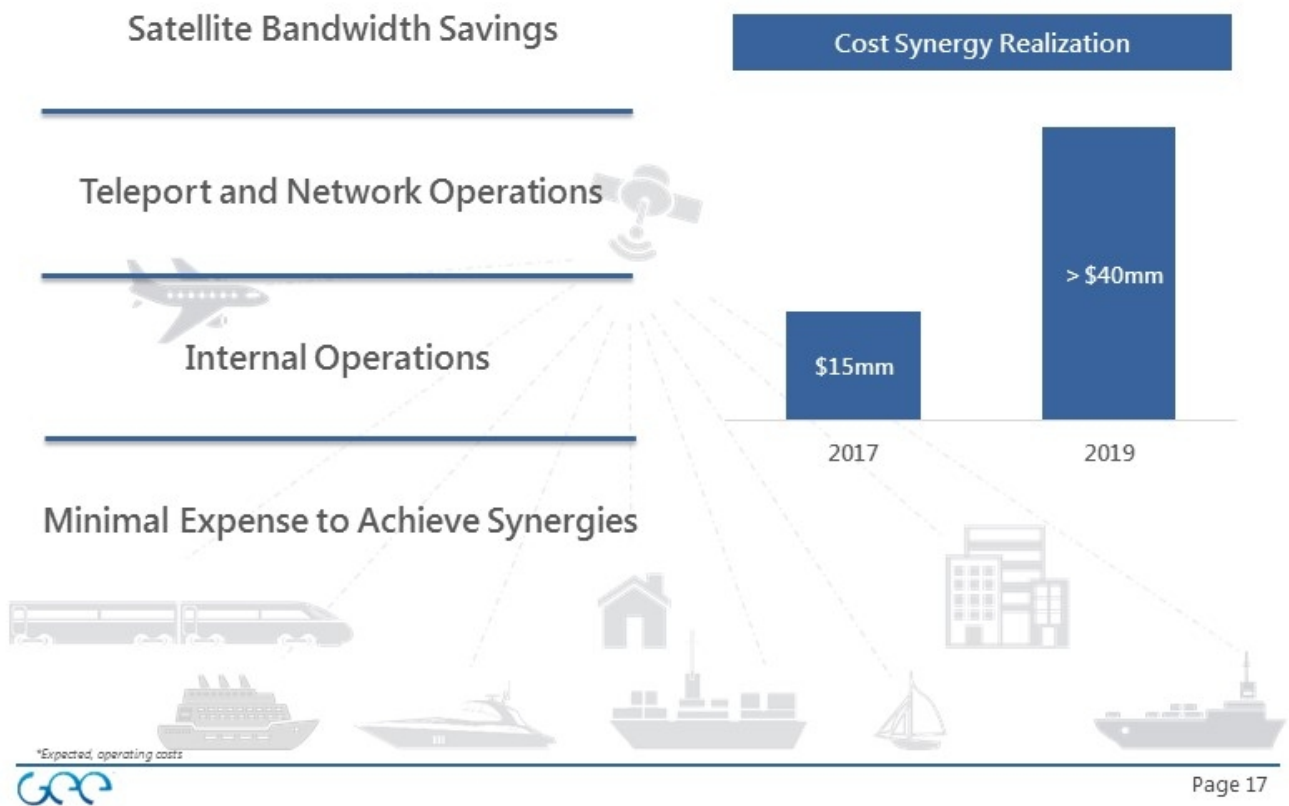 Satellite Bandwidth Savings
Cost Synergy Realization
Teleport and Network Operations
Internal Operations
Minimal Expense to Achieve Synergies
> $40mm
$15mm
2017
2019
*Expected, operating costs
Gee
Page 17